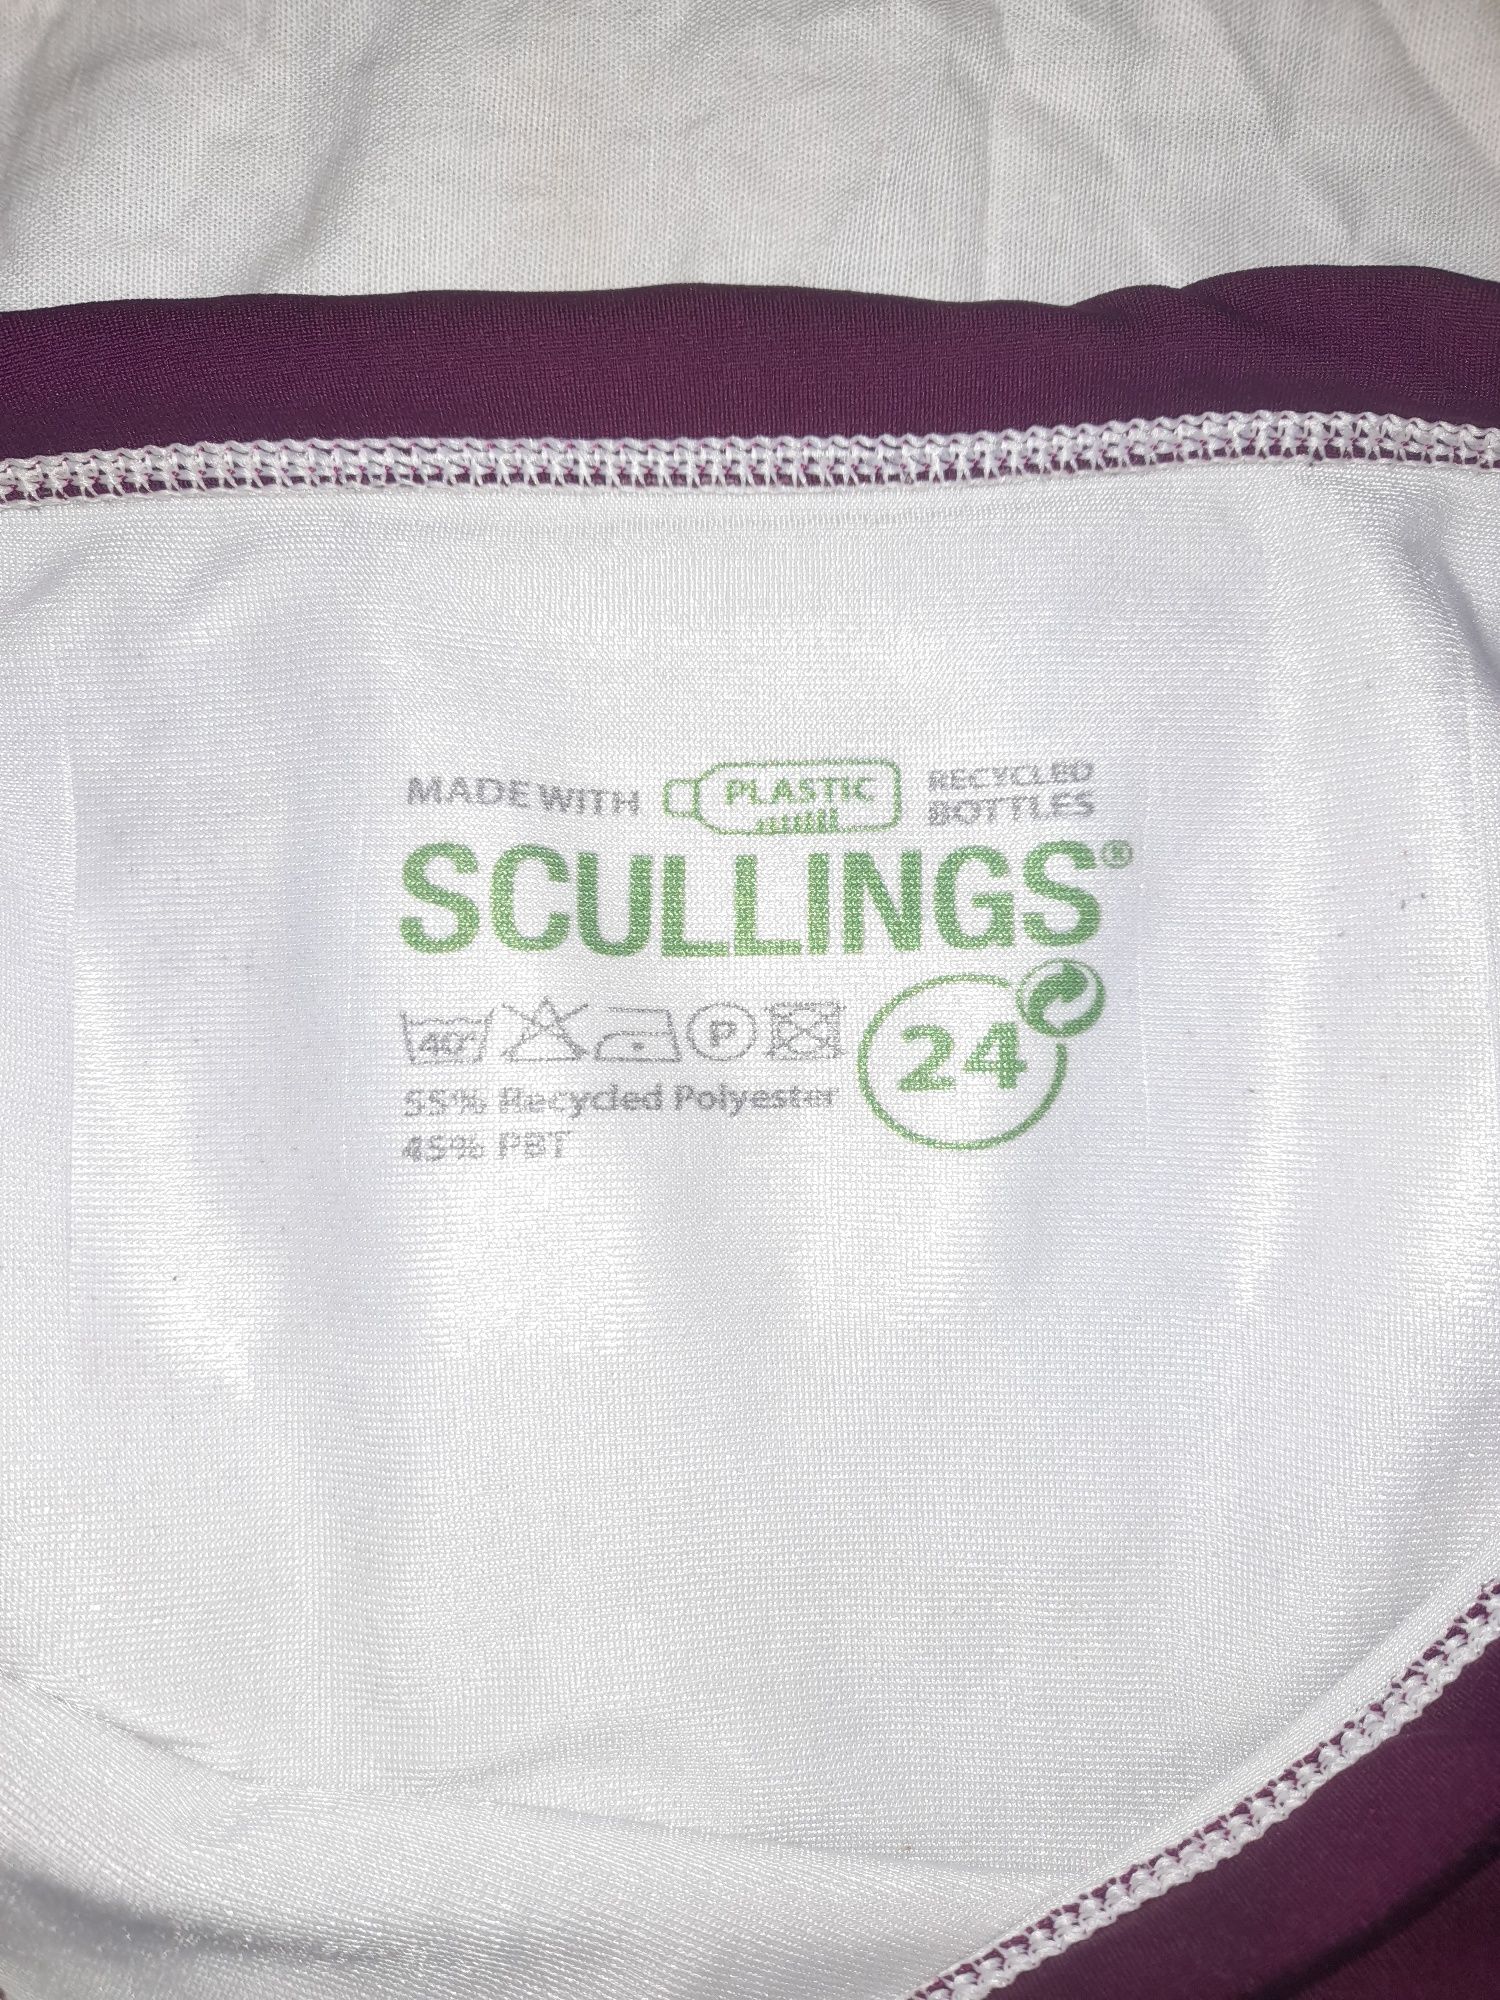 MADE WITH PLASTIC RECYCLED BOTTLES
SCULLINGS®
40° P 24
55% Recycled Polyester
45% PBT